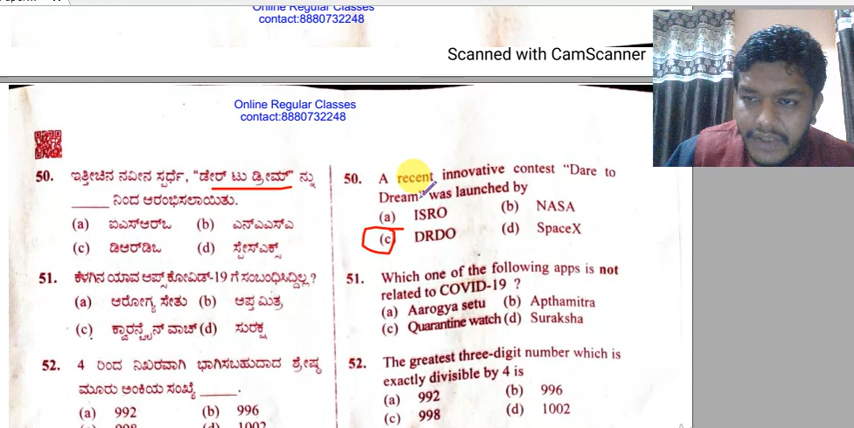 Online Regular Classes
contact:8880732248
Scanned with CamScanner
Online Regular Classes
contact:8880732248
50. ಇತ್ತೀಚಿನ ನವೀನ ಸ್ಪರ್ಧೆ, "ಡೇರ್ ಟು ಡ್ರೀಮ್" ನ್ನು
______ ನಿಂದ ಆರಂಭಿಸಲಾಯಿತು.
(a) ಐಎಸ್‌ಆರ್‌ಒ (b) ಎನ್‌ಎಎಸ್‌ಎ
(c) ಡಿಆರ್‌ಡಿಒ (d) ಸ್ಪೇಸ್‌ಎಕ್ಸ್
51. ಕೆಳಗಿನ ಯಾವ ಆಪ್ಸ್ ಕೋವಿಡ್-19 ಗೆ ಸಂಬಂಧಿಸಿದ್ದಿಲ್ಲ?
(a) ಆರೋಗ್ಯ ಸೇತು (b) ಆಪ್ತ ಮಿತ್ರ
(c) ಕ್ವಾರನ್ಟೈನ್ ವಾಚ್ (d) ಸುರಕ್ಷ
52. 4 ರಿಂದ ನಿಖರವಾಗಿ ಭಾಗಿಸಬಹುದಾದ ಶ್ರೇಷ್ಠ
ಮೂರು ಅಂಕಿಯ ಸಂಖ್ಯೆ ______.
(a) 992 (b) 996
(d) 1002
50. A recent innovative contest "Dare to
Dream" was launched by
(a) ISRO (b) NASA
(c) DRDO (d) SpaceX
51. Which one of the following apps is not
related to COVID-19 ?
(a) Aarogya setu (b) Apthamitra
(c) Quarantine watch (d) Suraksha
52. The greatest three-digit number which is
exactly divisible by 4 is
(a) 992 (b) 996
(c) 998 (d) 1002